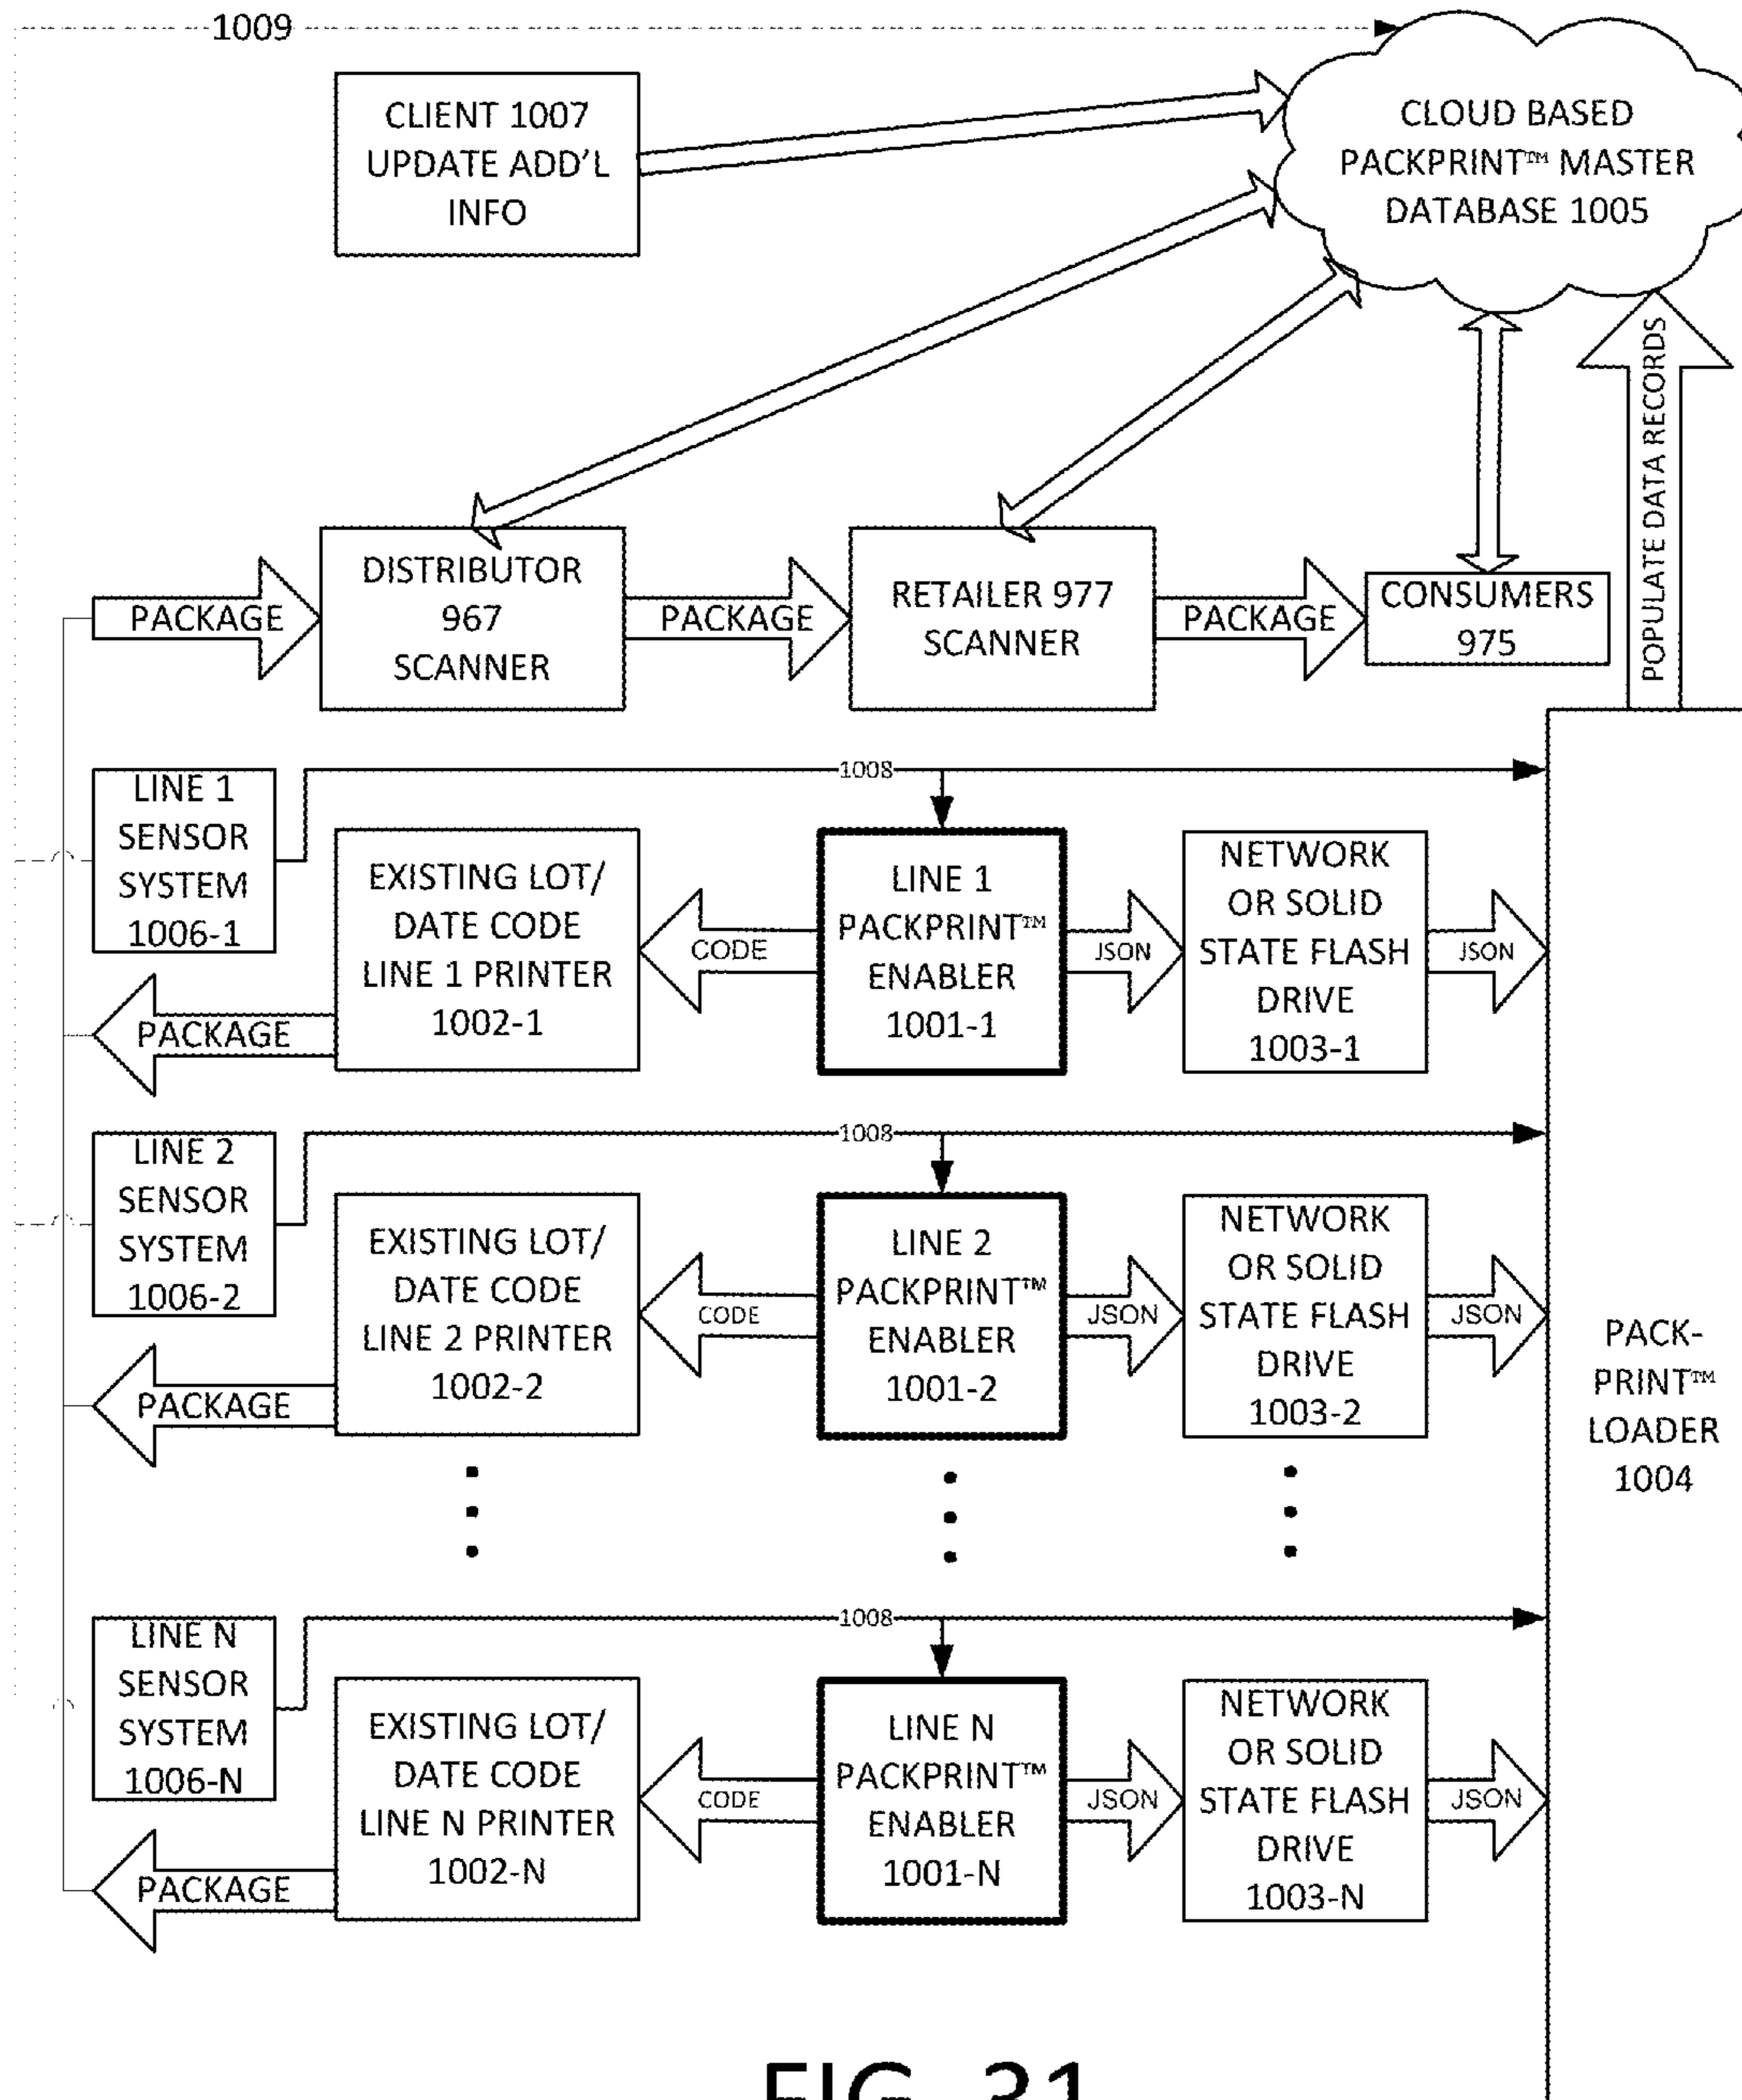 1009
CLIENT 1007
UPDATE ADD'L
INFO
CLOUD BASED
PACKPRINT™ MASTER
DATABASE 1005
POPULATE DATA RECORDS
PACKAGE
DISTRIBUTOR
967
SCANNER
PACKAGE
RETAILER 977
SCANNER
PACKAGE
CONSUMERS
975
LINE 1
SENSOR
SYSTEM
1006-1
1008
EXISTING LOT/
DATE CODE
LINE 1 PRINTER
1002-1
CODE
LINE 1
PACKPRINT™
ENABLER
1001-1
JSON
NETWORK
OR SOLID
STATE FLASH
DRIVE
1003-1
JSON
PACKAGE
LINE 2
SENSOR
SYSTEM
1006-2
1008
EXISTING LOT/
DATE CODE
LINE 2 PRINTER
1002-2
CODE
LINE 2
PACKPRINT™
ENABLER
1001-2
JSON
NETWORK
OR SOLID
STATE FLASH
DRIVE
1003-2
JSON
PACKAGE
PACK-
PRINT™
LOADER
1004
LINE N
SENSOR
SYSTEM
1006-N
1008
EXISTING LOT/
DATE CODE
LINE N PRINTER
1002-N
CODE
LINE N
PACKPRINT™
ENABLER
1001-N
JSON
NETWORK
OR SOLID
STATE FLASH
DRIVE
1003-N
JSON
PACKAGE
FIG. 31